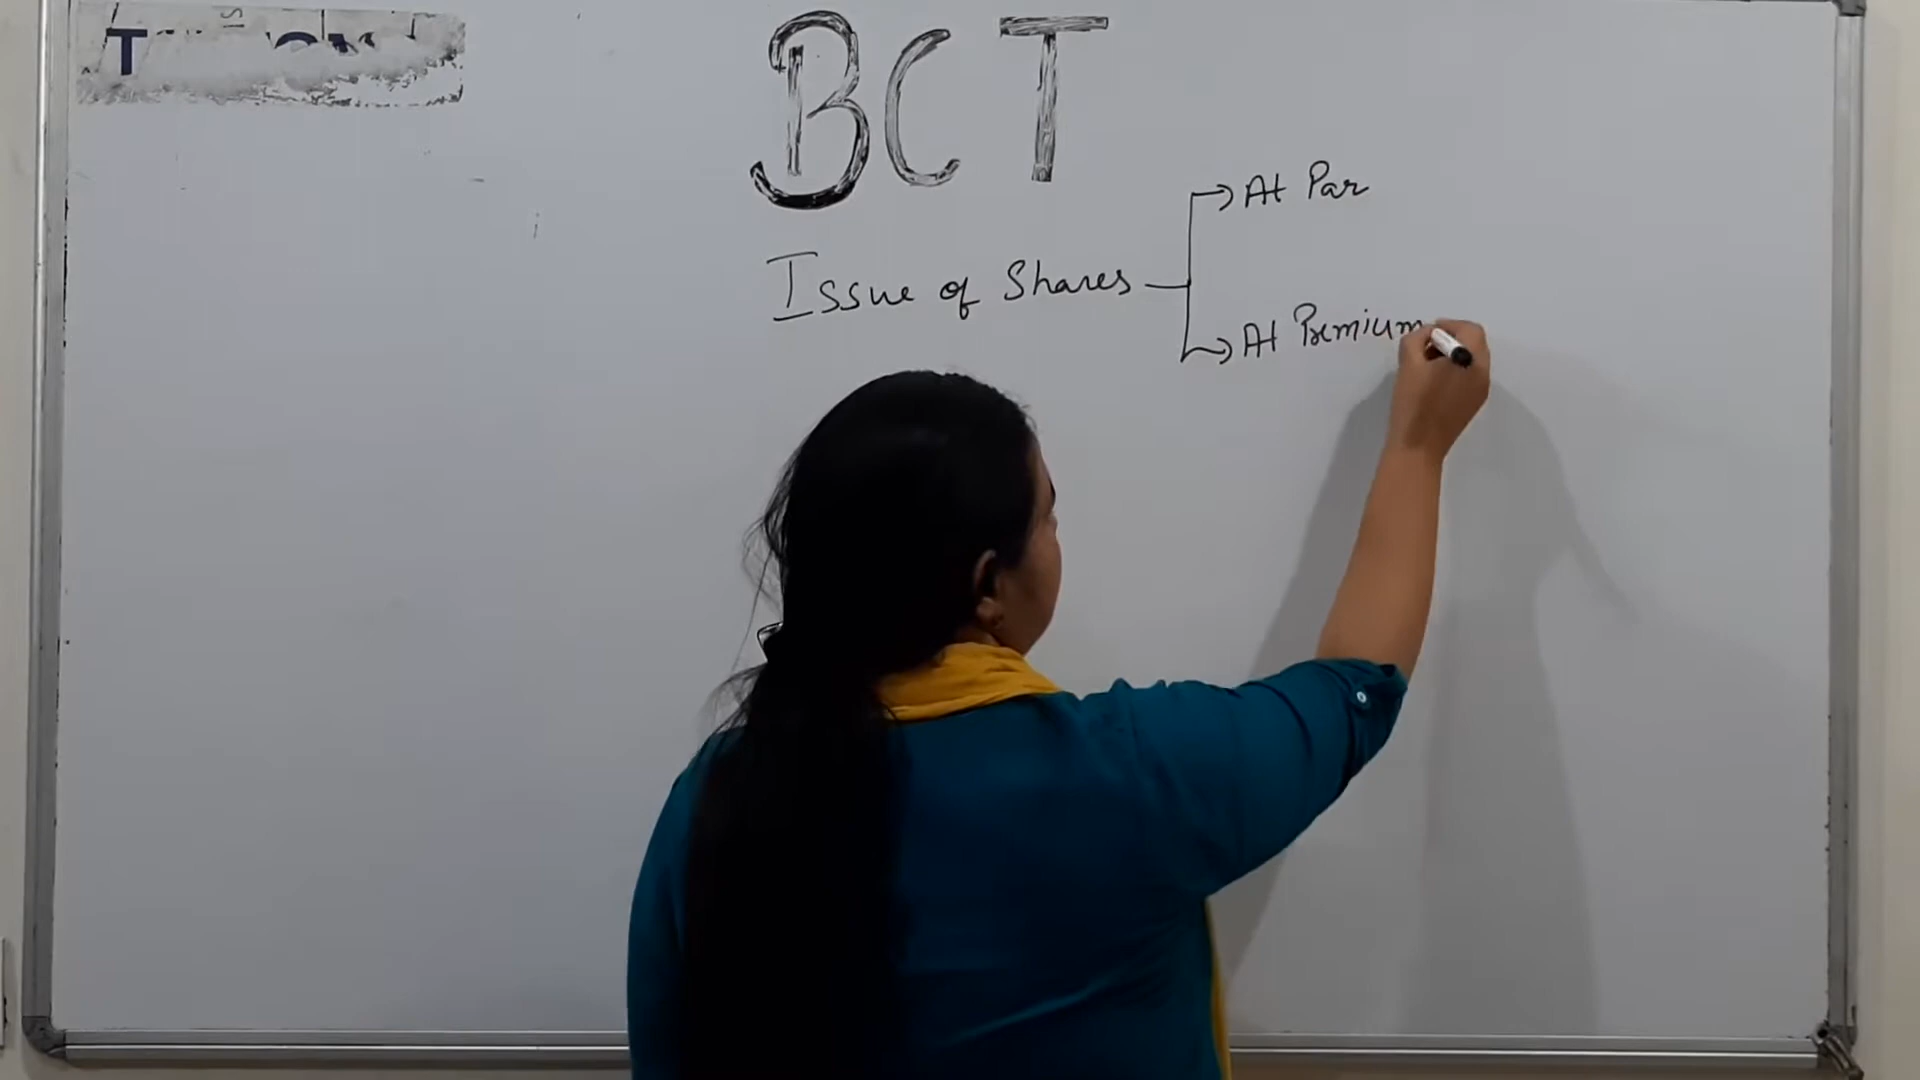 BCT
At Par
Issue of Shares
At Premium